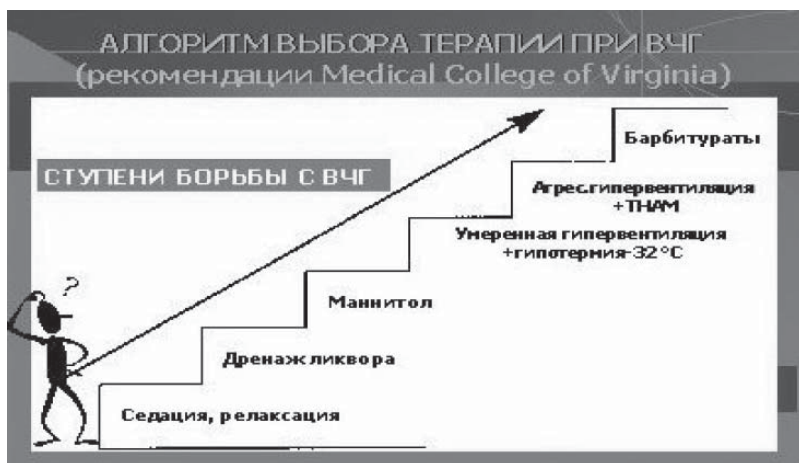 АЛГОРИТМ ВЫБОРА ТЕРАПИИ ПРИ ВЧГ
(рекомендации Medical College of Virginia)
СТУПЕНИ БОРЬБЫ С ВЧГ
Барбитураты
Агрес.гипервентиляция
+THAM
Умеренная гипервентиляция
+гипотермия-32°C
Маннитол
Дренаж ликвора
Седация, релаксация
?